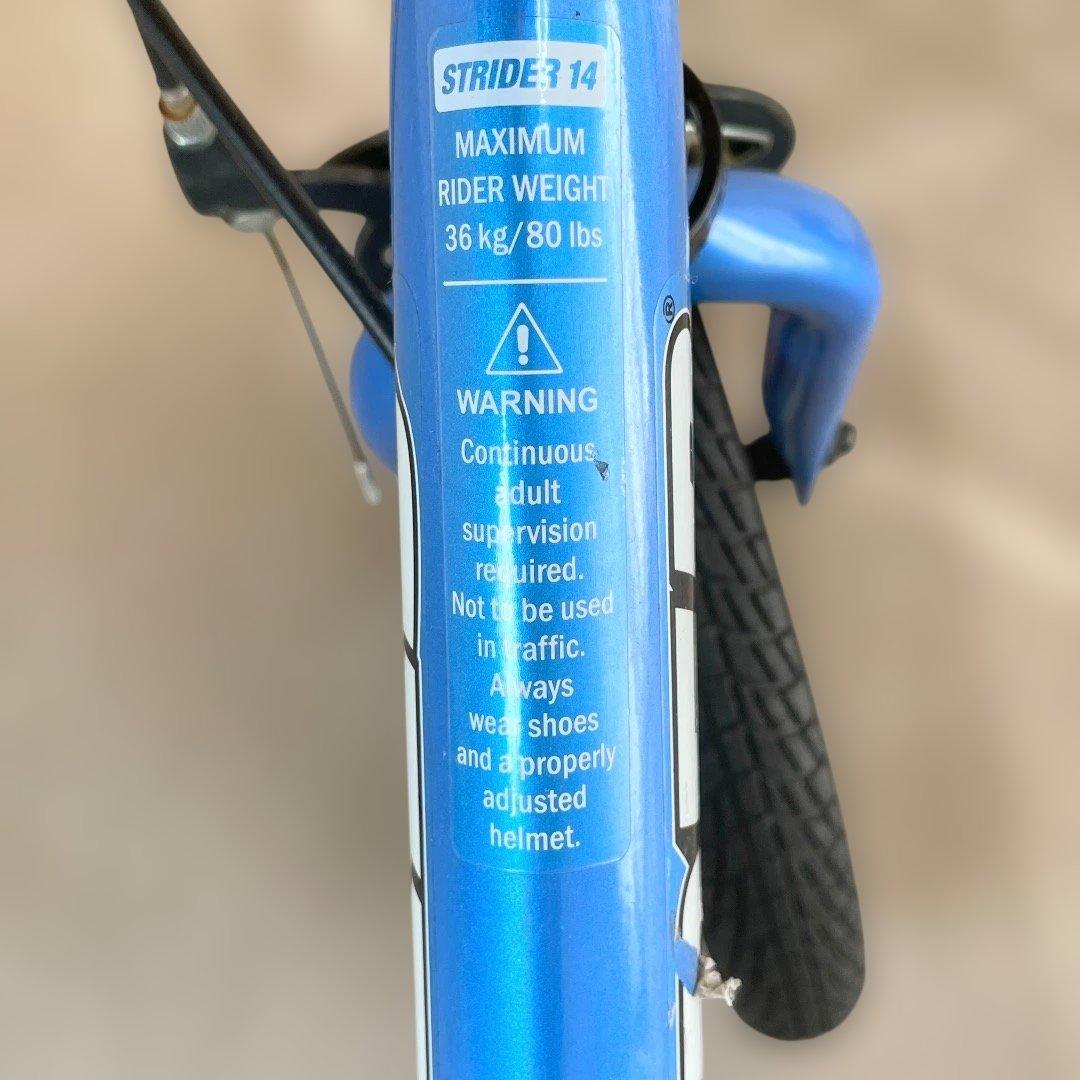 STRIDER 14
MAXIMUM
RIDER WEIGHT
36 kg/80 lbs
WARNING
Continuous
adult
supervision
required.
Not to be used
in traffic.
Always
wear shoes
and a properly
adjusted
helmet.
®